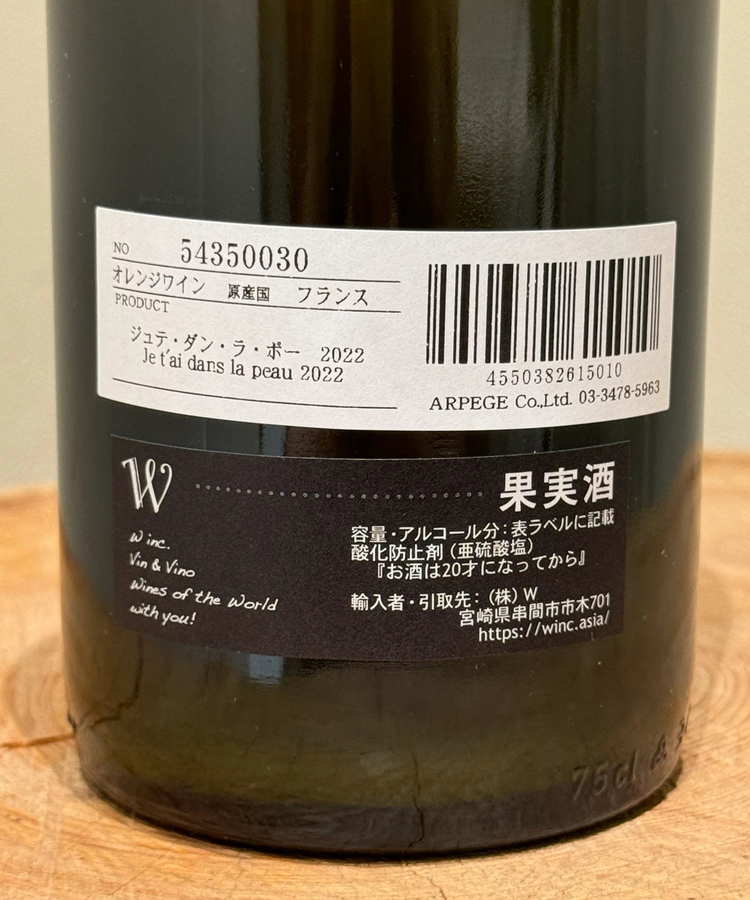 NO 54350030
オレンジワイン 原産国 フランス
PRODUCT
ジュテ・ダン・ラ・ポー 2022
Je t'ai dans la peau 2022
4550382615010
ARPEGE Co.,Ltd. 03-3478-5963
W
果実酒
W inc.
Vin & Vino
Wines of the World
with you!
容量・アルコール分：表ラベルに記載
酸化防止剤（亜硫酸塩）
『お酒は20才になってから』
輸入者・引取先：（株）W
宮崎県串間市市木701
https://winc.asia/
75cl